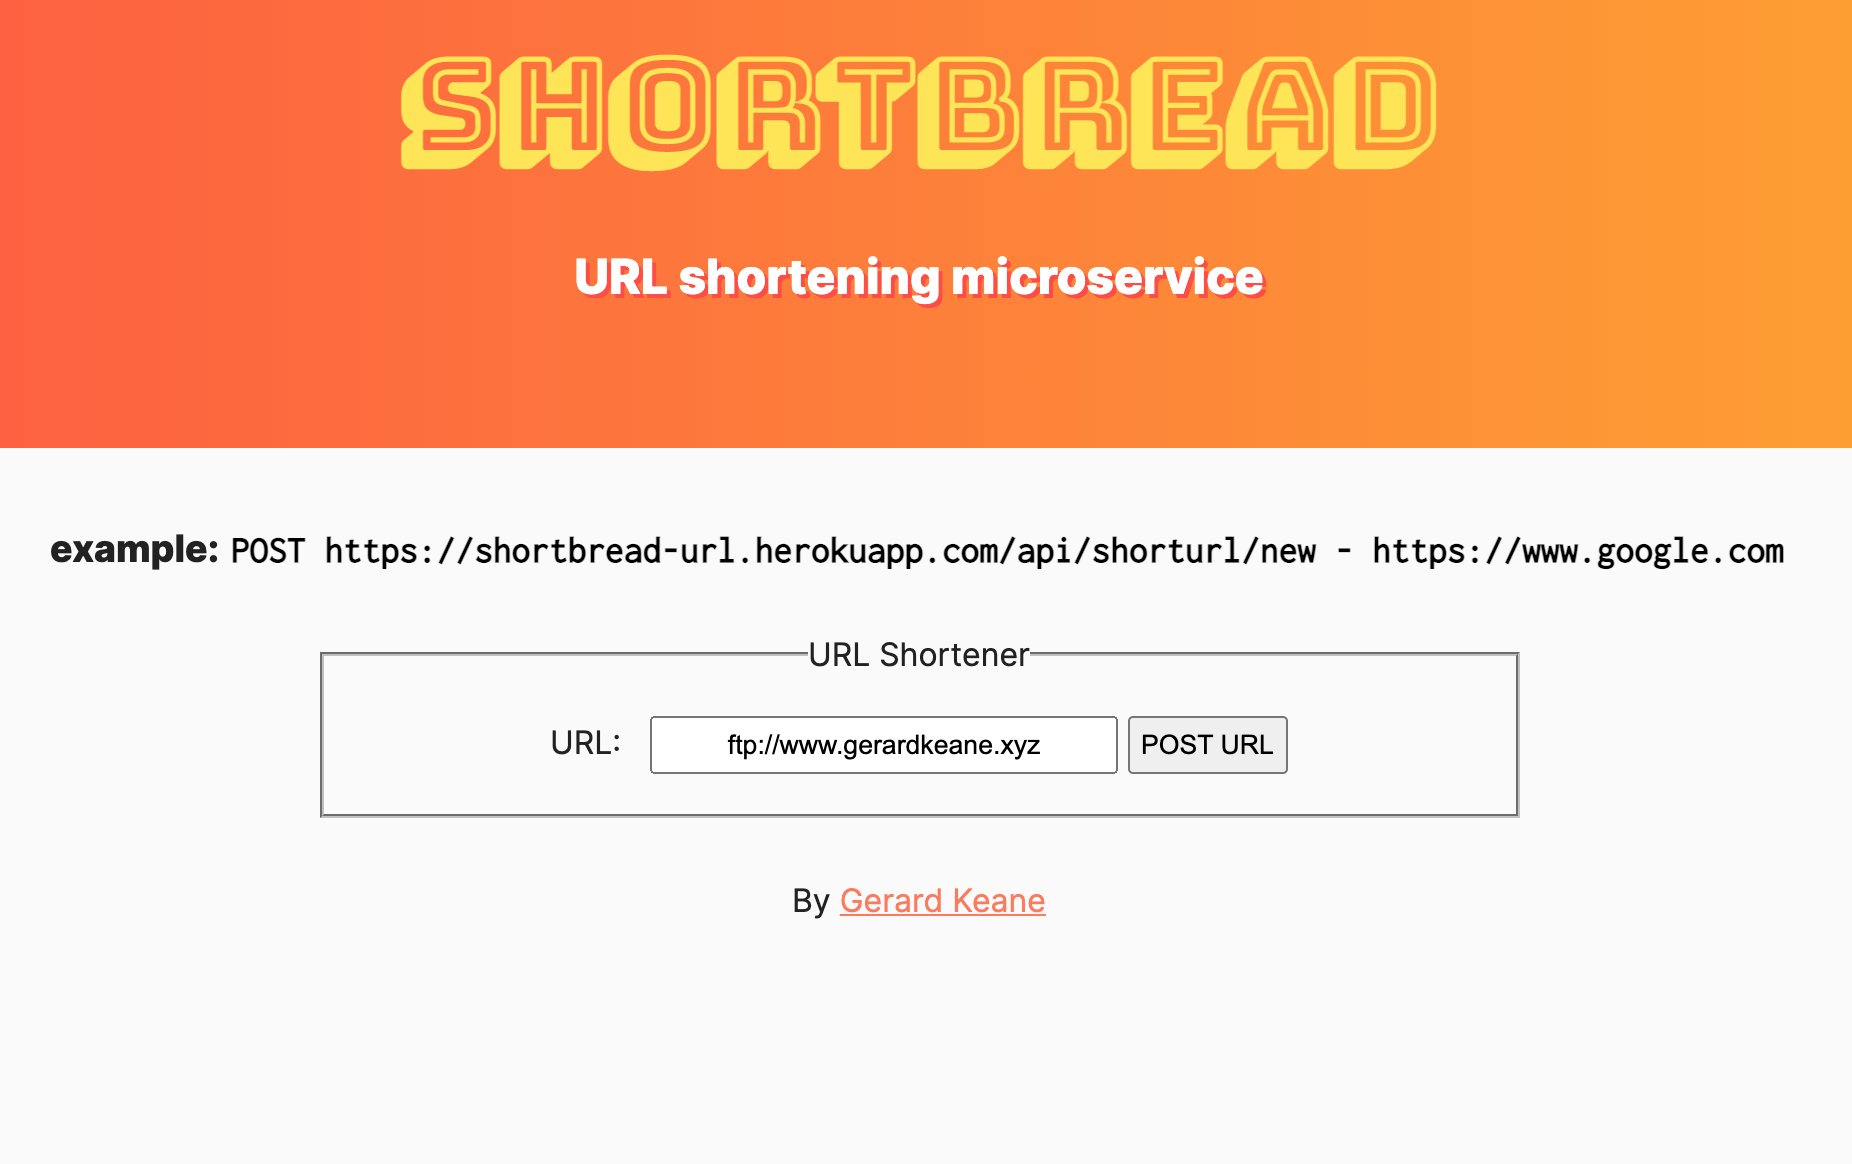 SHORTBREAD
URL shortening microservice
example: POST https://shortbread-url.herokuapp.com/api/shorturl/new - https://www.google.com
URL Shortener
URL: ftp://www.gerardkeane.xyz POST URL
By Gerard Keane